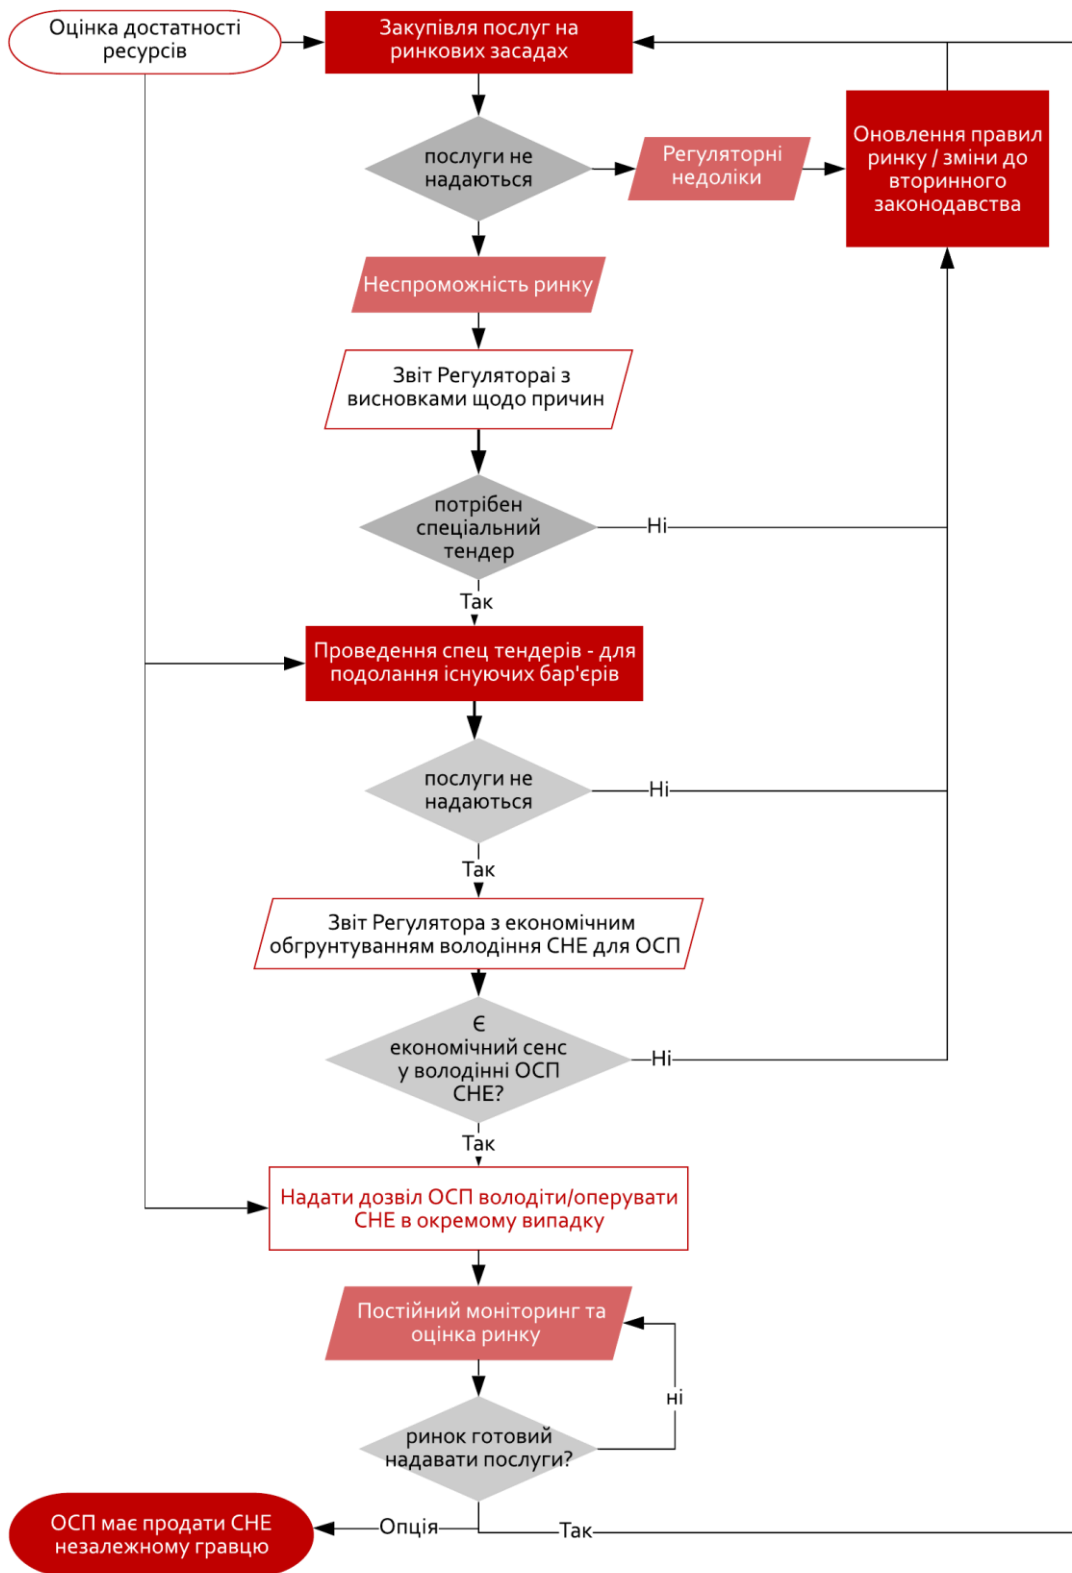 Оцінка достатності
ресурсів
Закупівля послуг на
ринкових засадах
послуги не
надаються
Регуляторні
недоліки
Оновлення правил
ринку / зміни до
вторинного
законодавства
Неспроможність ринку
Звіт Регулятораі з
висновками щодо причин
потрібен
спеціальний
тендер
Ні
Так
Проведення спец тендерів - для
подолання існуючих бар'єрів
послуги не
надаються
Ні
Так
Звіт Регулятора з економічним
обгрунтуванням володіння СНЕ для ОСП
Є
економічний сенс
у володінні ОСП
СНЕ?
Ні
Так
Надати дозвіл ОСП володіти/оперувати
СНЕ в окремому випадку
Постійний моніторинг та
оцінка ринку
ні
ринок готовий
надавати послуги?
ОСП має продати СНЕ
незалежному гравцю
Опція
Так